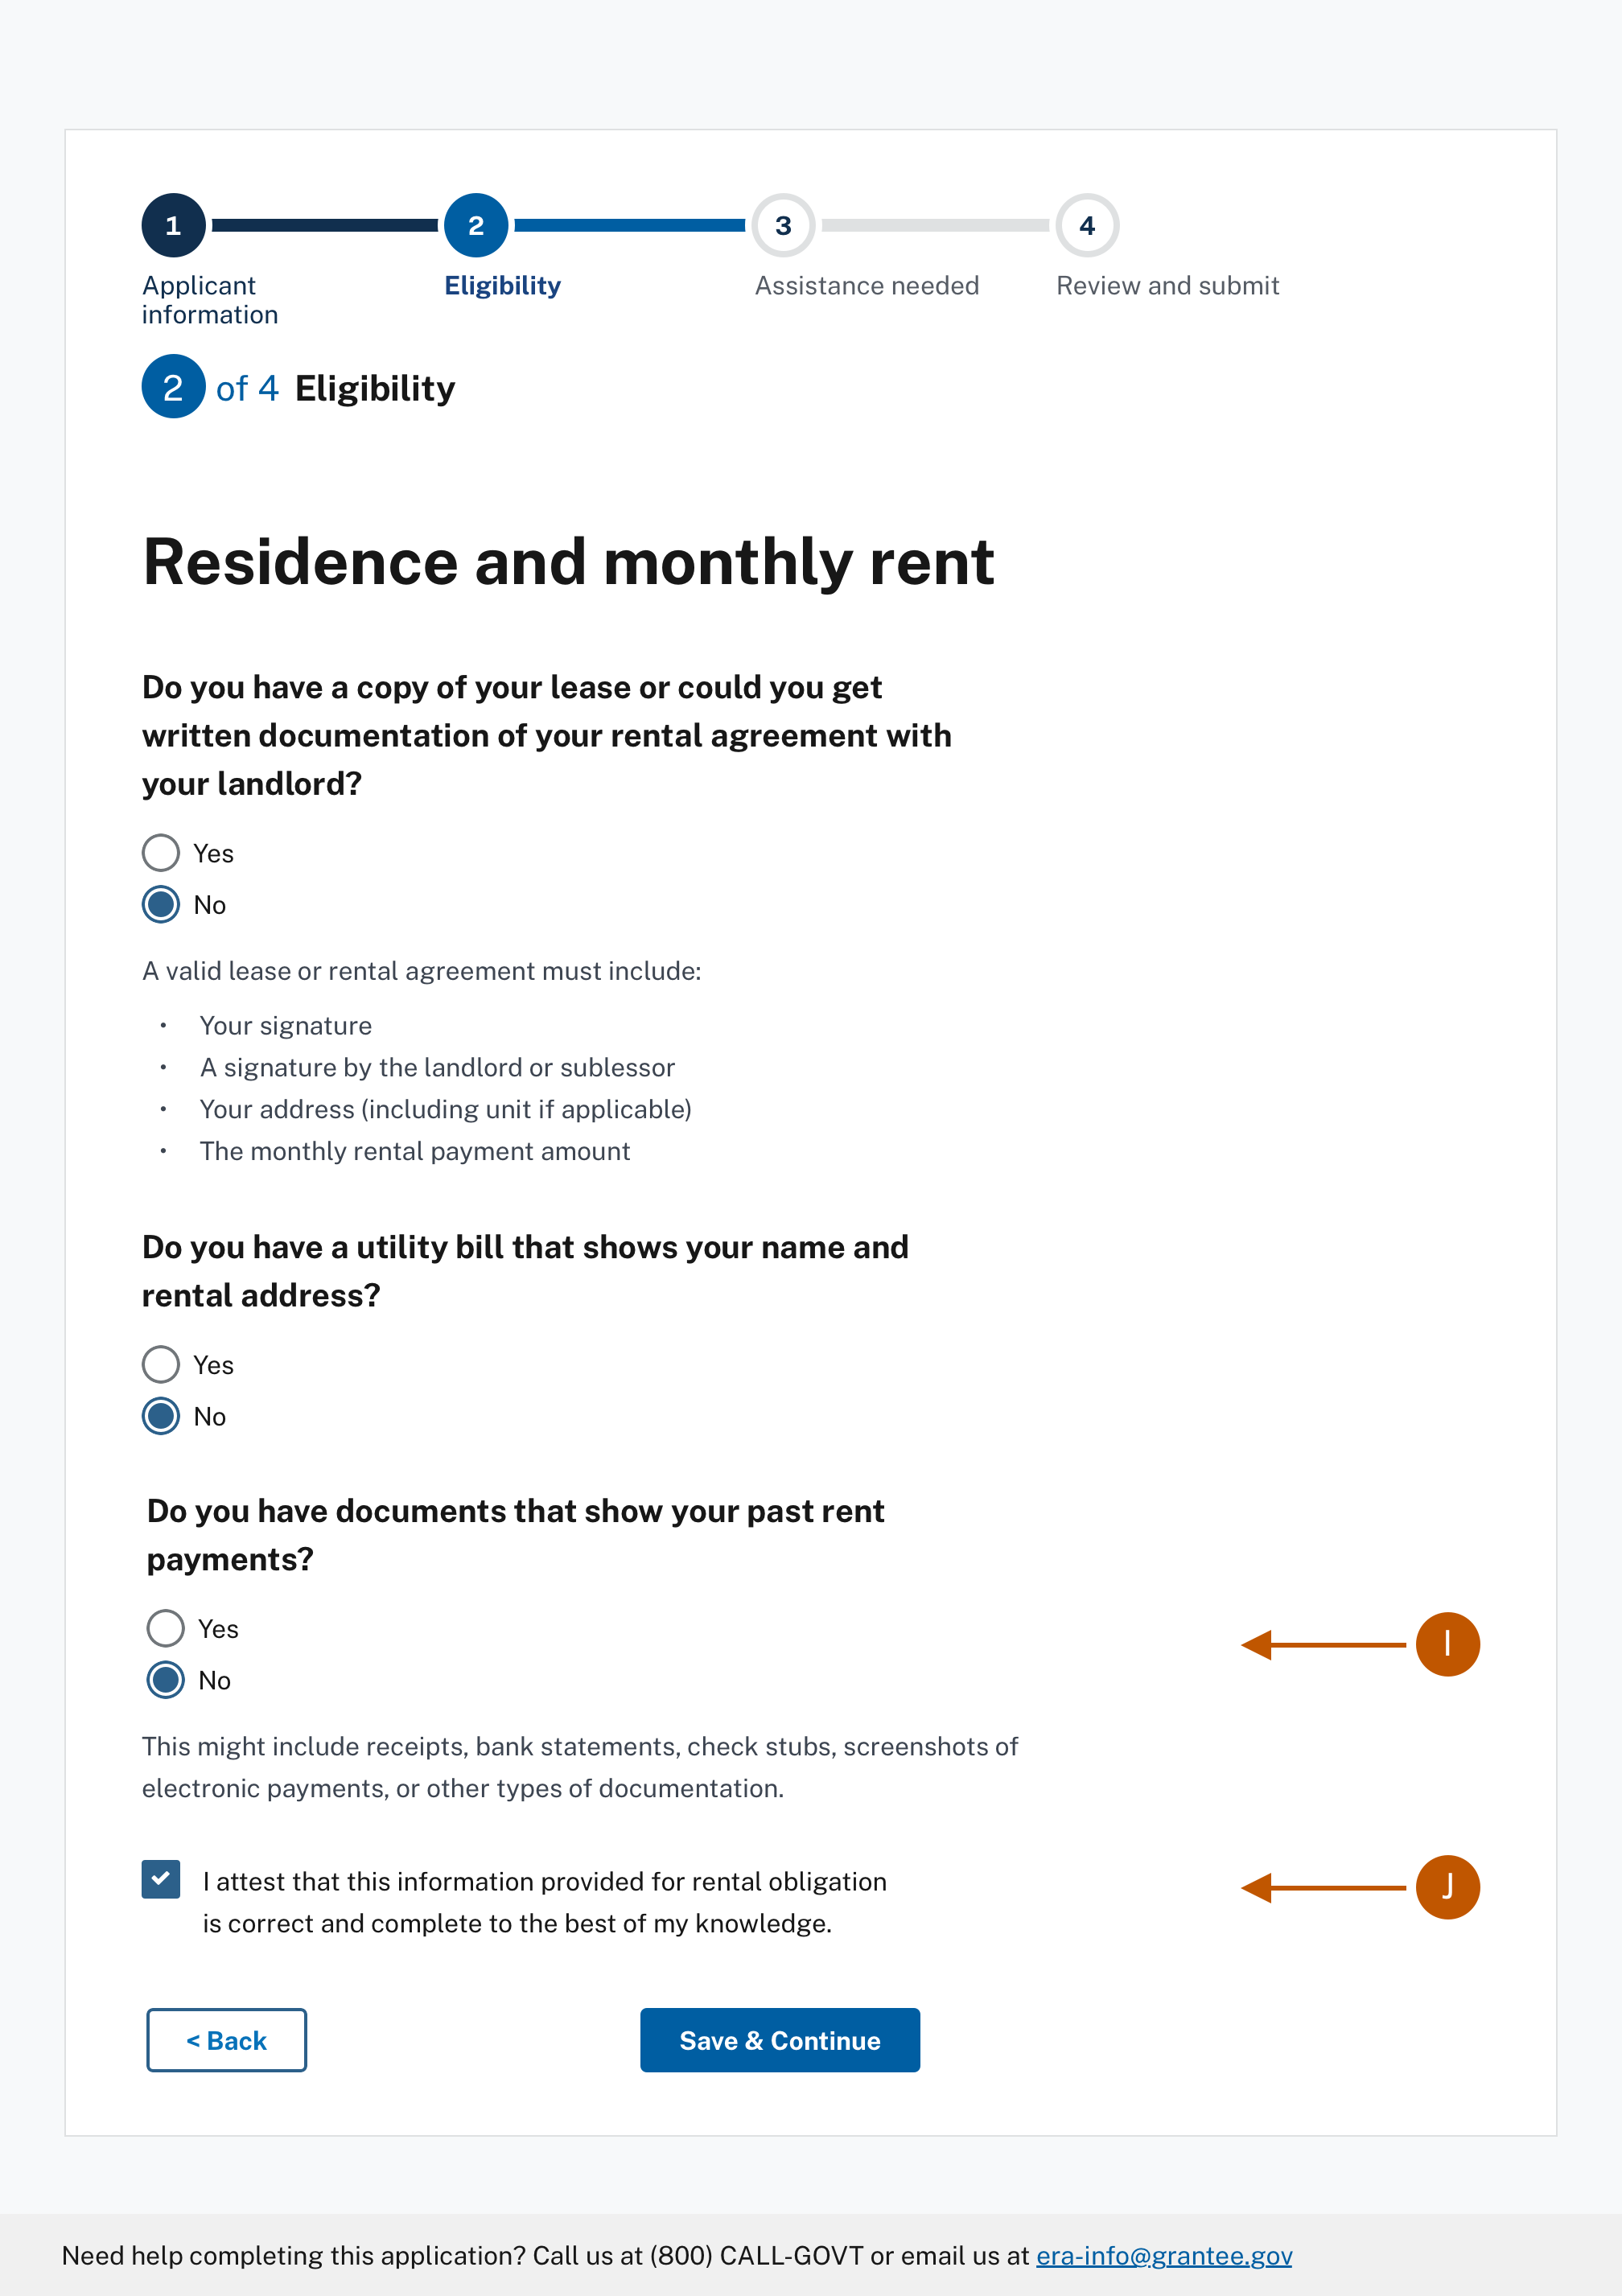 1
2
3
4
Applicant
information
Eligibility
Assistance needed
Review and submit
2 of 4 Eligibility
Residence and monthly rent
Do you have a copy of your lease or could you get
written documentation of your rental agreement with
your landlord?
Yes
No
A valid lease or rental agreement must include:
• Your signature
• A signature by the landlord or sublessor
• Your address (including unit if applicable)
• The monthly rental payment amount
Do you have a utility bill that shows your name and
rental address?
Yes
No
Do you have documents that show your past rent
payments?
Yes
No
I
This might include receipts, bank statements, check stubs, screenshots of
electronic payments, or other types of documentation.
I attest that this information provided for rental obligation
is correct and complete to the best of my knowledge.
J
< Back
Save & Continue
Need help completing this application? Call us at (800) CALL-GOVT or email us at era-info@grantee.gov